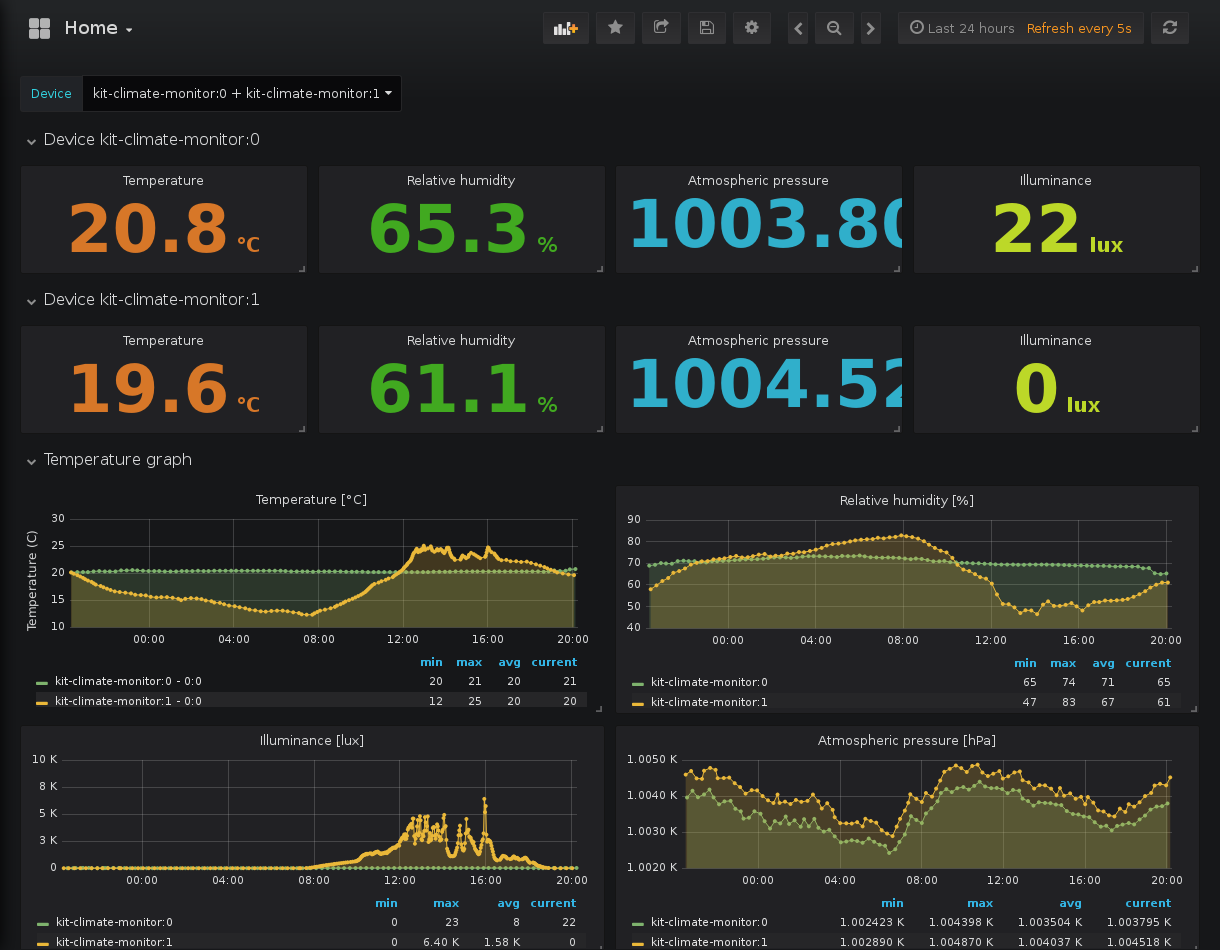 Home
Last 24 hours Refresh every 5s
Device kit-climate-monitor:0 + kit-climate-monitor:1
Device kit-climate-monitor:0
Temperature Relative humidity Atmospheric pressure Illuminance
20.8 °C 65.3 % 1003.80 22 lux
Device kit-climate-monitor:1
Temperature Relative humidity Atmospheric pressure Illuminance
19.6 °C 61.1 % 1004.52 0 lux
Temperature graph
Temperature [°C]
Temperature (C)
30
25
20
15
10
00:00 04:00 08:00 12:00 16:00 20:00
min max avg current
kit-climate-monitor:0 - 0:0 20 21 20 21
kit-climate-monitor:1 - 0:0 12 25 20 20
Relative humidity [%]
90
80
70
60
50
40
00:00 04:00 08:00 12:00 16:00 20:00
min max avg current
kit-climate-monitor:0 65 74 71 65
kit-climate-monitor:1 47 83 67 61
Illuminance [lux]
10 K
8 K
5 K
3 K
0
00:00 04:00 08:00 12:00 16:00 20:00
min max avg current
kit-climate-monitor:0 0 23 8 22
kit-climate-monitor:1 0 6.40 K 1.58 K 0
Atmospheric pressure [hPa]
1.0050 K
1.0040 K
1.0030 K
1.0020 K
00:00 04:00 08:00 12:00 16:00 20:00
min max avg current
kit-climate-monitor:0 1.002423 K 1.004398 K 1.003504 K 1.003795 K
kit-climate-monitor:1 1.002890 K 1.004870 K 1.004037 K 1.004518 K